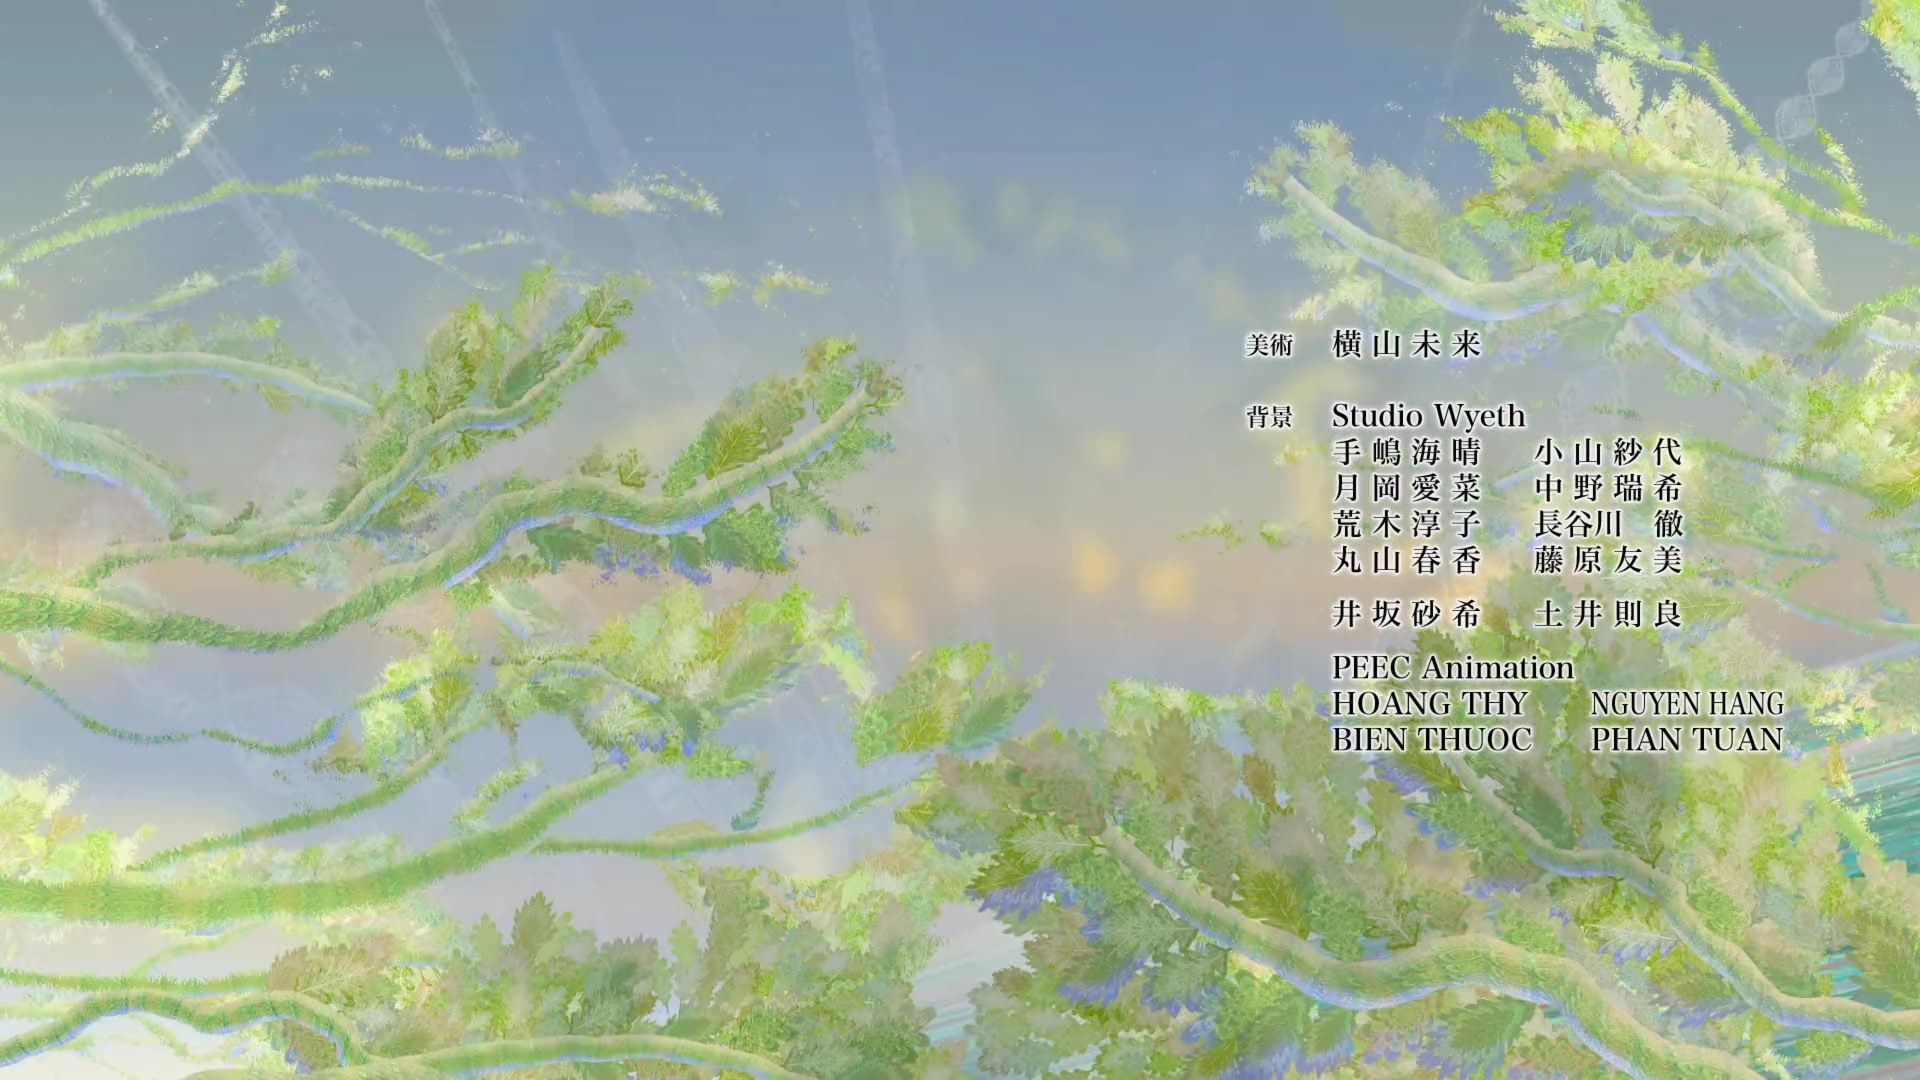 美術 横山未来
背景 Studio Wyeth
手嶋海晴 小山紗代
月岡愛菜 中野瑞希
荒木淳子 長谷川 徹
丸山春香 藤原友美
井坂砂希 土井則良
PEEC Animation
HOANG THY NGUYEN HANG
BIEN THUOC PHAN TUAN